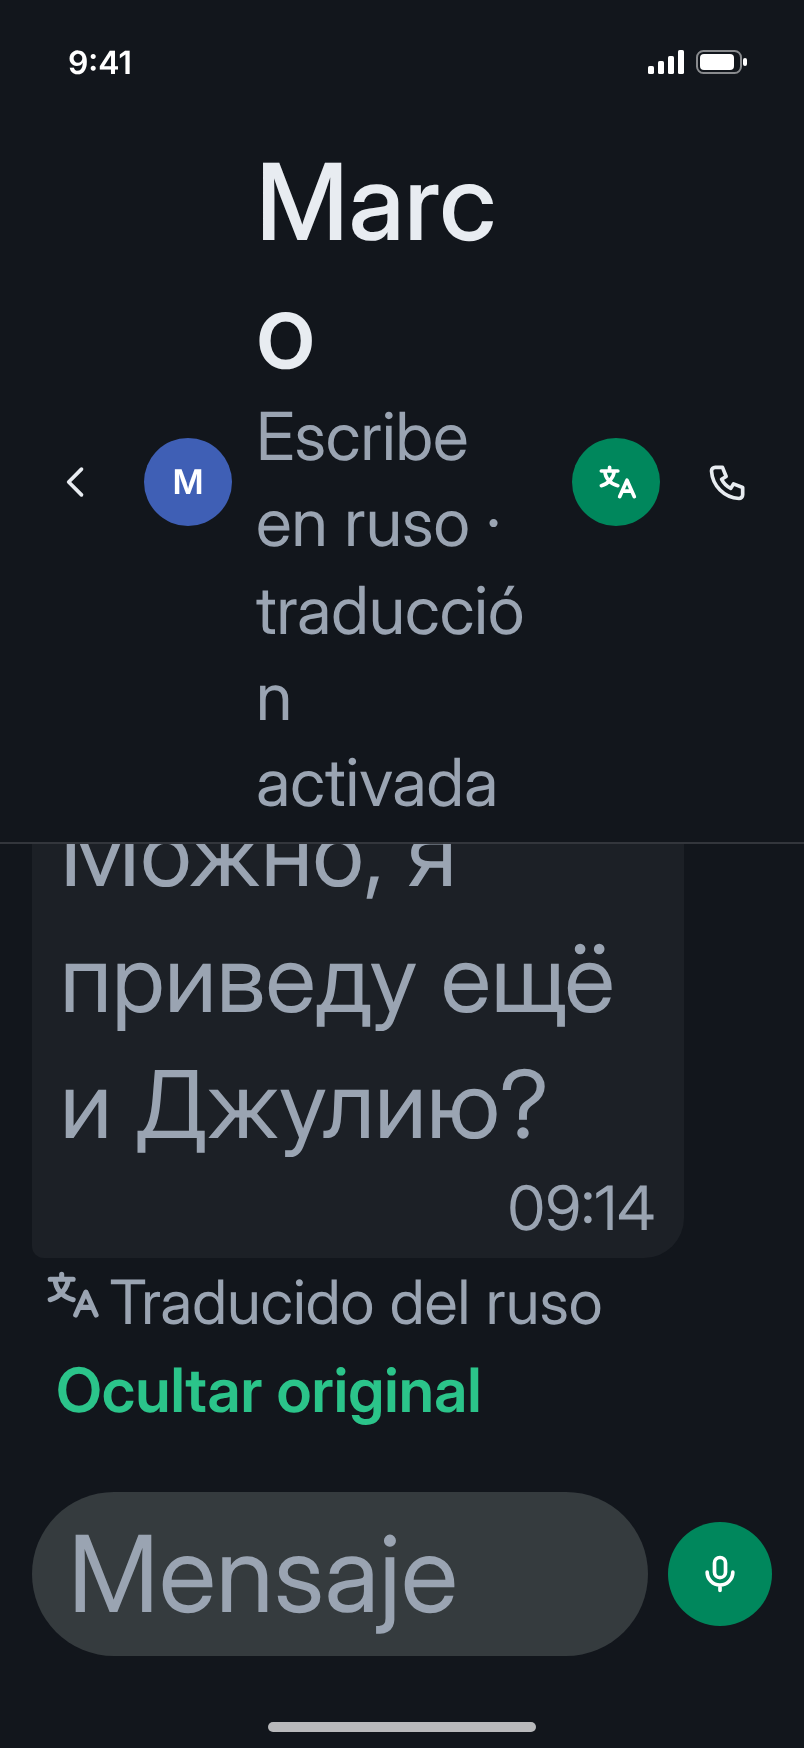 9:41
Marc
o
M
Escribe
en ruso ·
traducció
n
activada
Можно, я
приведу ещё
и Джулию?
09:14
Traducido del ruso
Ocultar original
Mensaje